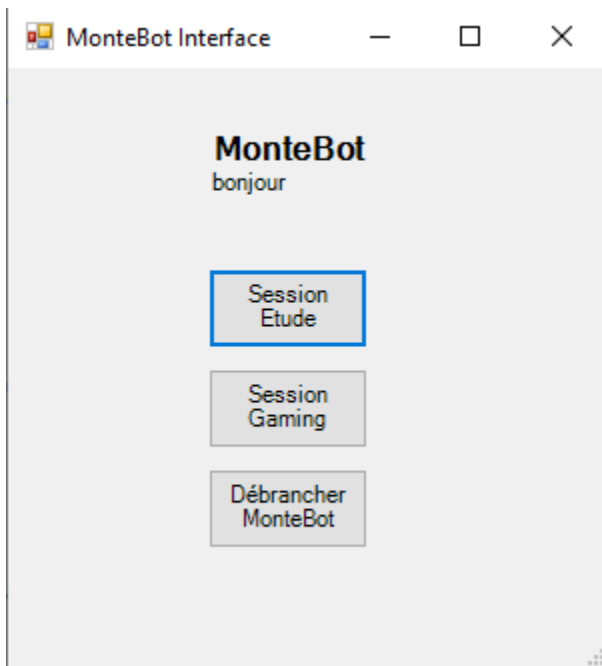 MonteBot Interface
MonteBot
bonjour
Session
Etude
Session
Gaming
Débrancher
MonteBot